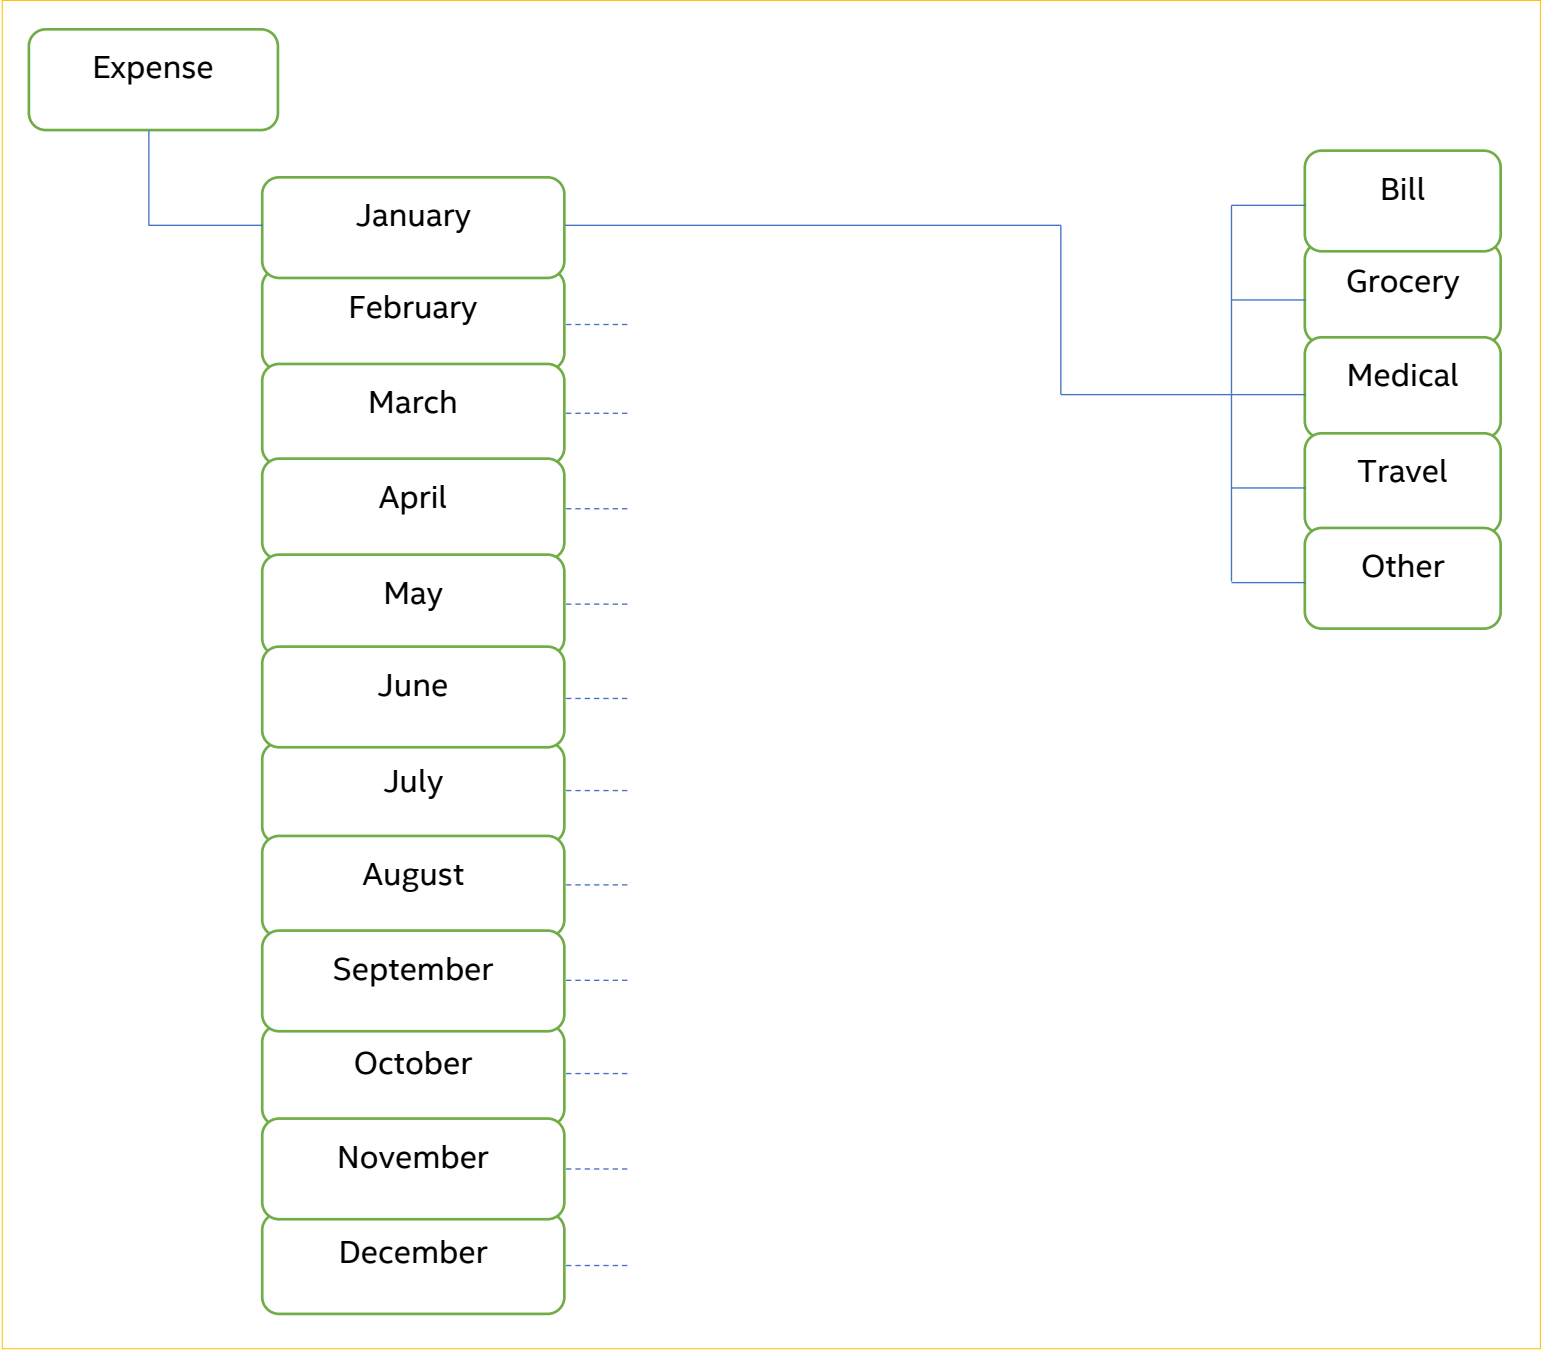 Expense
January
February
March
April
May
June
July
August
September
October
November
December
Bill
Grocery
Medical
Travel
Other